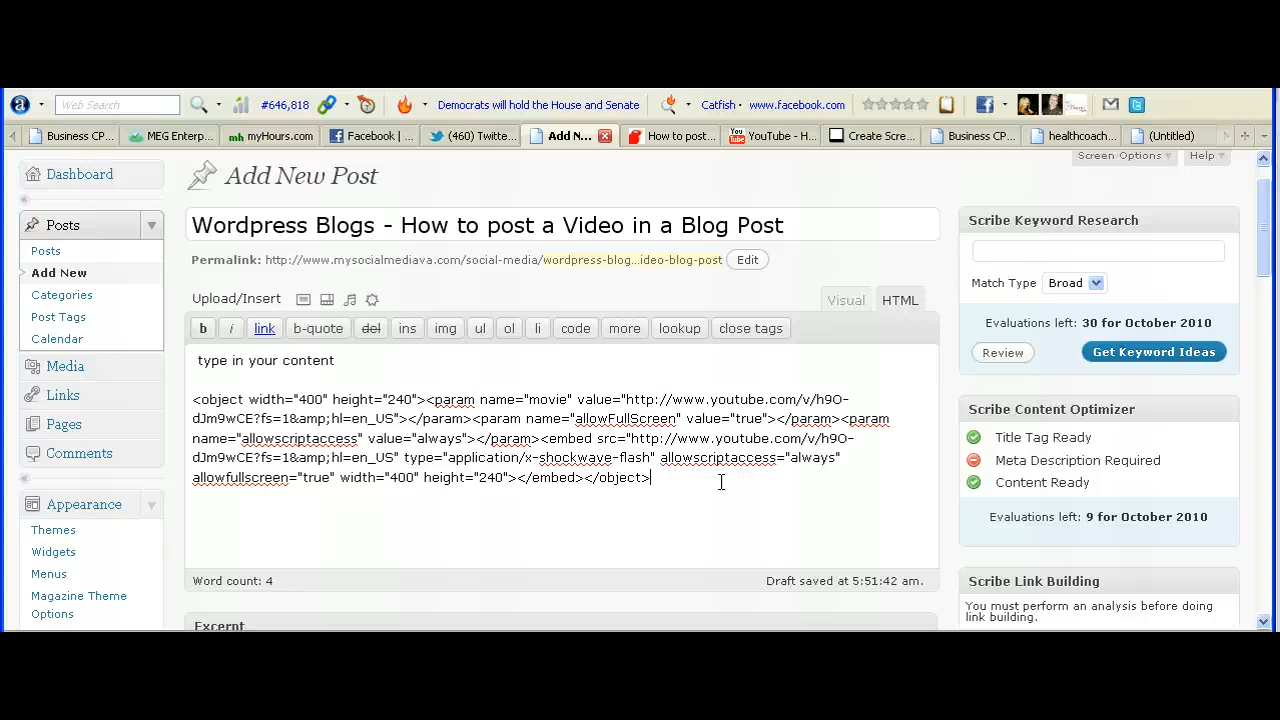 Web Search
#646,818
Democrats will hold the House and Senate
Catfish
www.facebook.com
Business CP...
MEG Enterp...
mh myHours.com
Facebook | ...
(460) Twitte...
Add N...
How to post...
YouTube - H...
Create Scre...
Business CP...
healthcoach...
(Untitled)
Dashboard
Posts
Posts
Add New
Categories
Post Tags
Calendar
Media
Links
Pages
Comments
Appearance
Themes
Widgets
Menus
Magazine Theme
Options
Screen Options
Help
Add New Post
Wordpress Blogs - How to post a Video in a Blog Post
Permalink: http://www.mysocialmediava.com/social-media/wordpress-blog...ideo-blog-post Edit
Upload/Insert
Visual
HTML
b
i
link
b-quote
del
ins
img
ul
ol
li
code
more
lookup
close tags
type in your content
<object width="400" height="240"><param name="movie" value="http://www.youtube.com/v/h9O-
dJm9wCE?fs=1&amp;hl=en_US"></param><param name="allowFullScreen" value="true"></param><param
name="allowscriptaccess" value="always"></param><embed src="http://www.youtube.com/v/h9O-
dJm9wCE?fs=1&amp;hl=en_US" type="application/x-shockwave-flash" allowscriptaccess="always"
allowfullscreen="true" width="400" height="240"></embed></object>
Word count: 4
Draft saved at 5:51:42 am.
Excerpt
Scribe Keyword Research
Match Type Broad
Evaluations left: 30 for October 2010
Review
Get Keyword Ideas
Scribe Content Optimizer
Title Tag Ready
Meta Description Required
Content Ready
Evaluations left: 9 for October 2010
Scribe Link Building
You must perform an analysis before doing
link building.